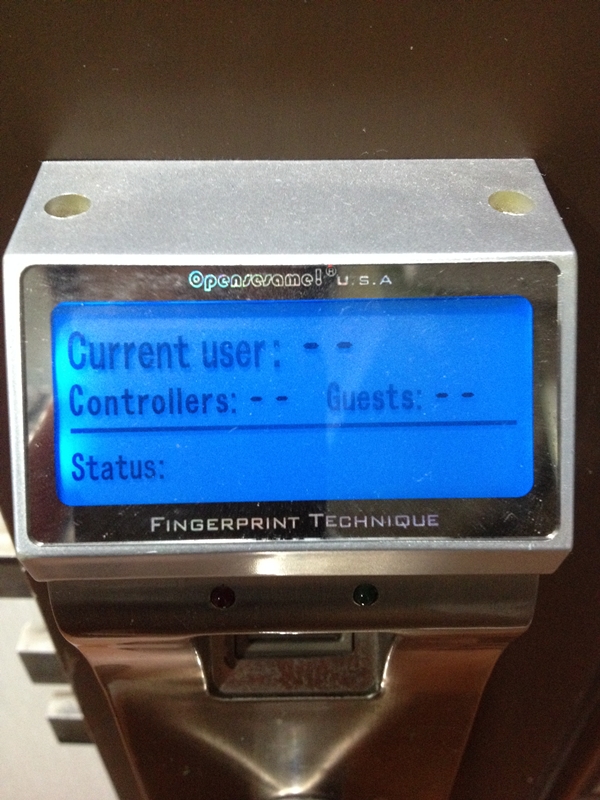 Opensesame!® U.S.A
Current user: - -
Controllers: - - Guests: - -
Status:
FINGERPRINT TECHNIQUE